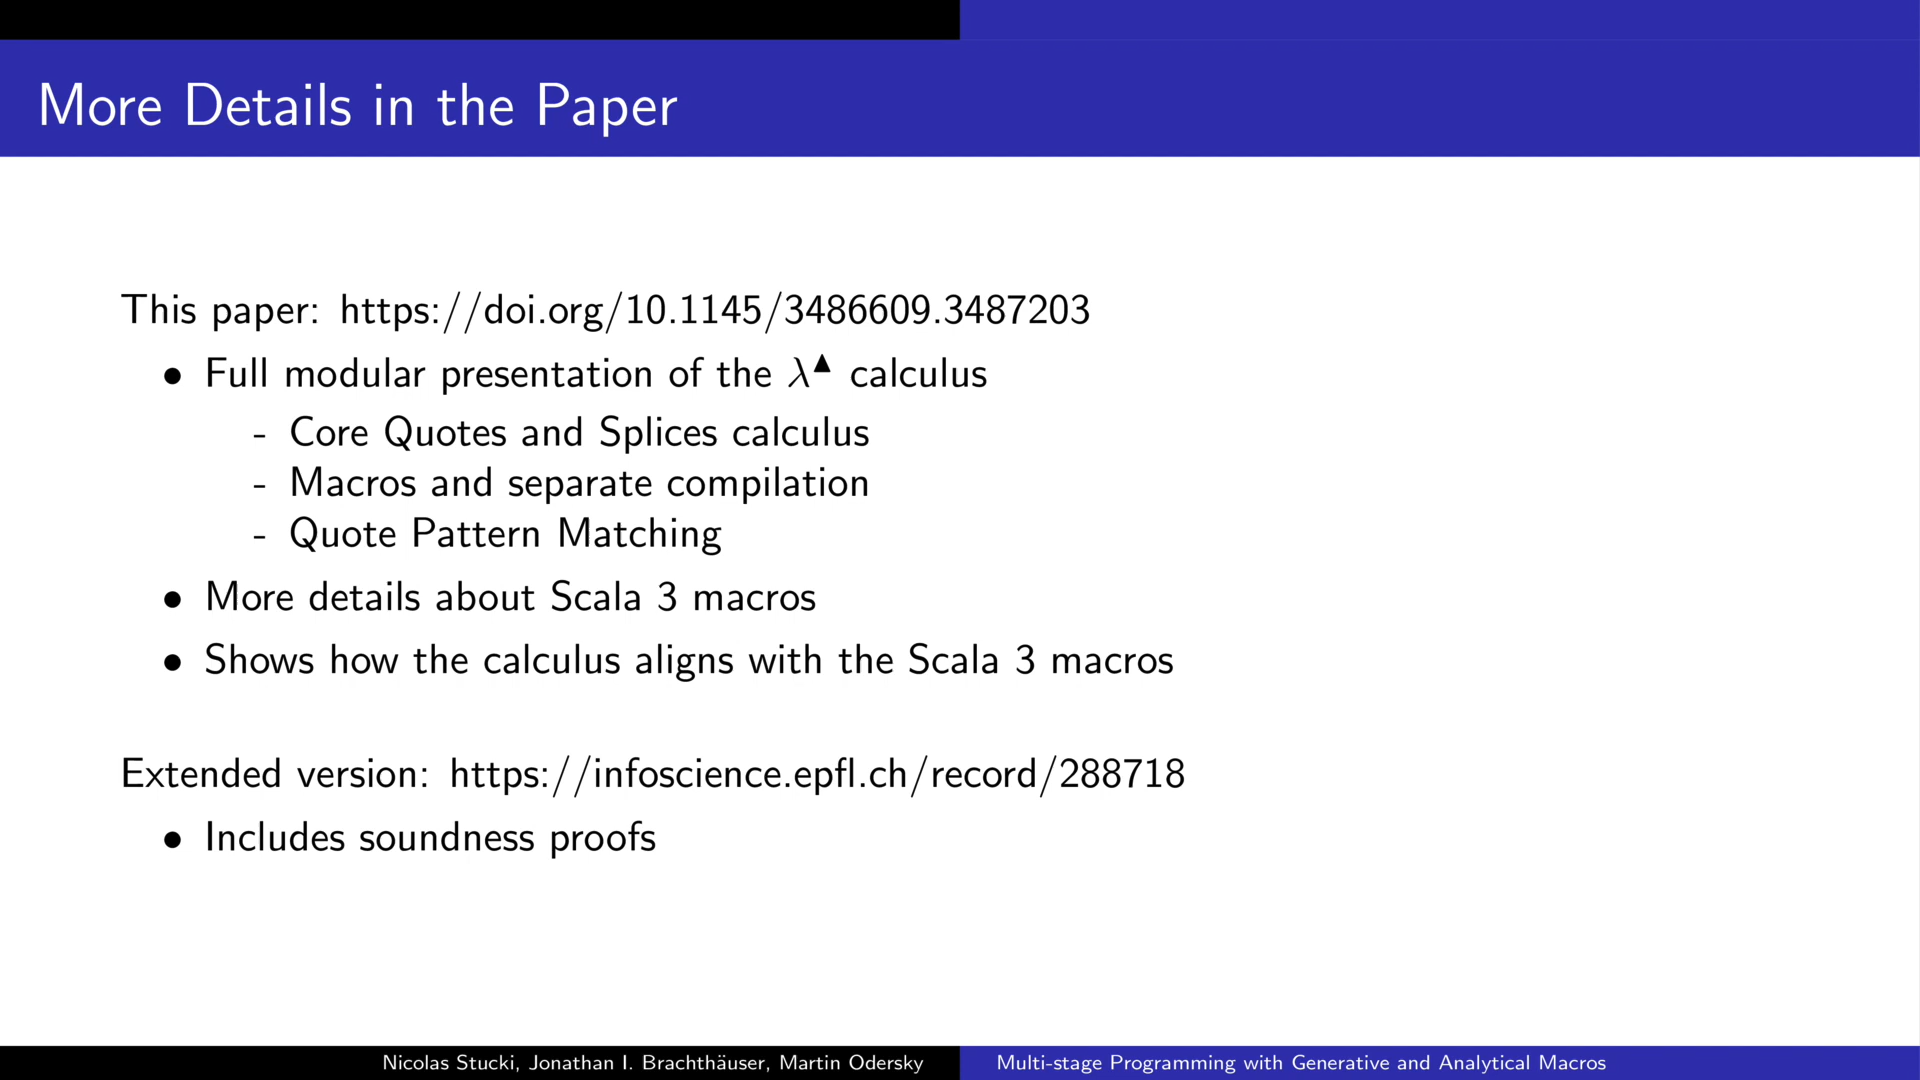 More Details in the Paper
This paper: https://doi.org/10.1145/3486609.3487203
• Full modular presentation of the λ▲ calculus
- Core Quotes and Splices calculus
- Macros and separate compilation
- Quote Pattern Matching
• More details about Scala 3 macros
• Shows how the calculus aligns with the Scala 3 macros
Extended version: https://infoscience.epfl.ch/record/288718
• Includes soundness proofs
Nicolas Stucki, Jonathan I. Brachthäuser, Martin Odersky
Multi-stage Programming with Generative and Analytical Macros